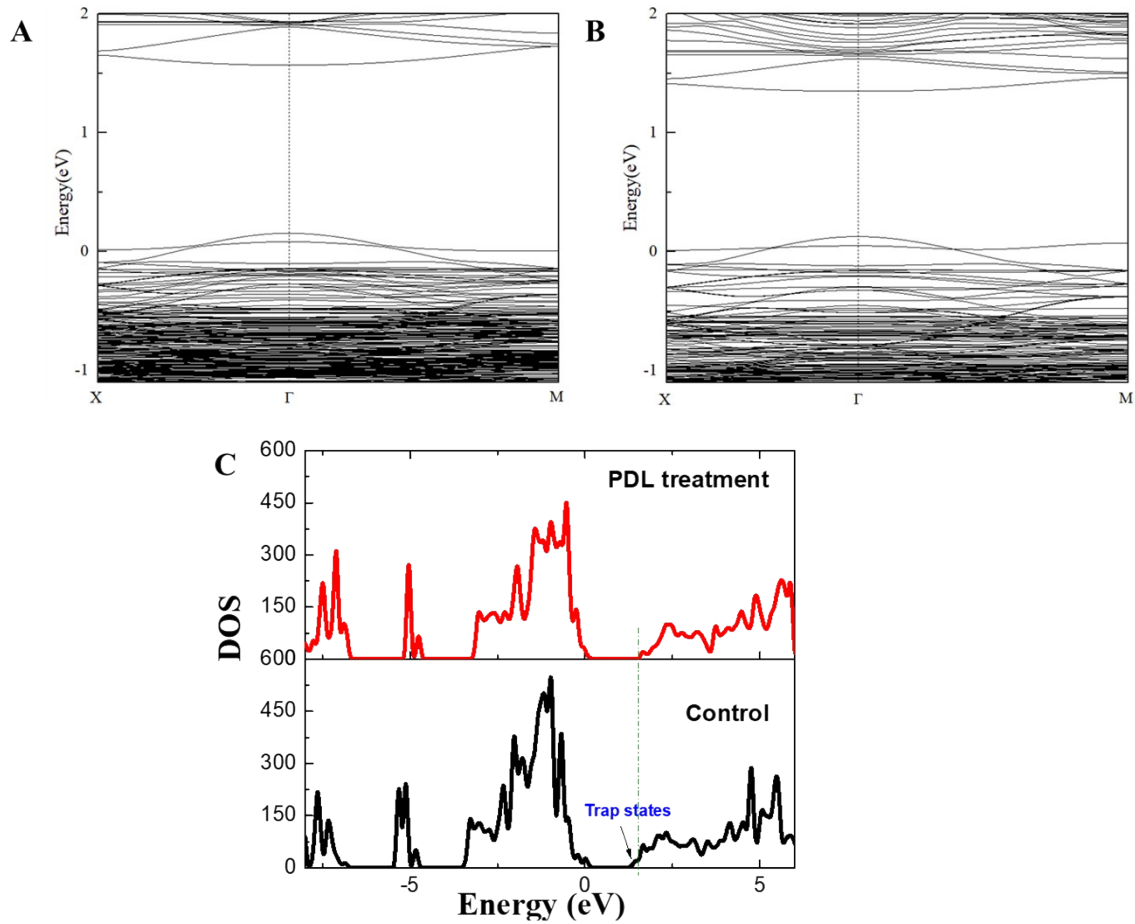 A
Energy(eV)
2
1
0
-1
X
Γ
M
B
Energy(eV)
2
1
0
-1
X
Γ
M
C
DOS
600
450
300
150
600
450
300
150
0
PDL treatment
Control
Trap states
-5
0
5
Energy (eV)